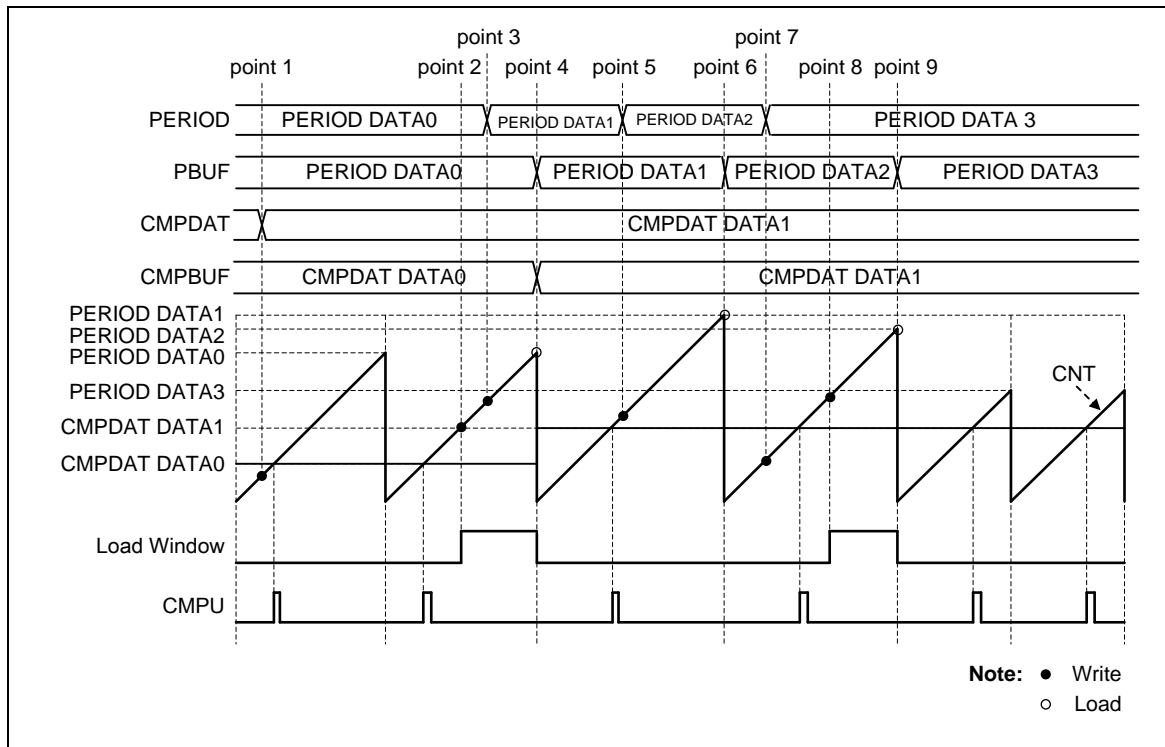 point 3
point 7
point 1
point 2
point 4
point 5
point 6
point 8
point 9
PERIOD
PERIOD DATA0
PERIOD DATA1
PERIOD DATA2
PERIOD DATA 3
PBUF
PERIOD DATA0
PERIOD DATA1
PERIOD DATA2
PERIOD DATA3
CMPDAT
CMPDAT DATA1
CMPBUF
CMPDAT DATA0
CMPDAT DATA1
PERIOD DATA1
PERIOD DATA2
PERIOD DATA0
PERIOD DATA3
CNT
CMPDAT DATA1
CMPDAT DATA0
Load Window
CMPU
Note: ● Write
○ Load